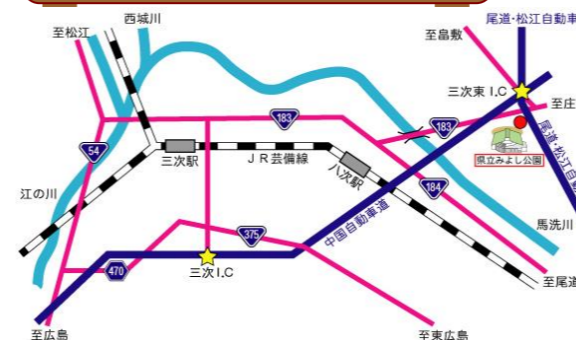 西城川
尾道・松江自動車
至松江
至畠敷
三次東 I.C
至庄
183
183
54
三次駅
JR芸備線
八次駅
県立みよし公園
尾道・松江自動
184
江の川
馬洗川
375
中国自動車道
470
三次I.C
至尾道
至広島
至東広島